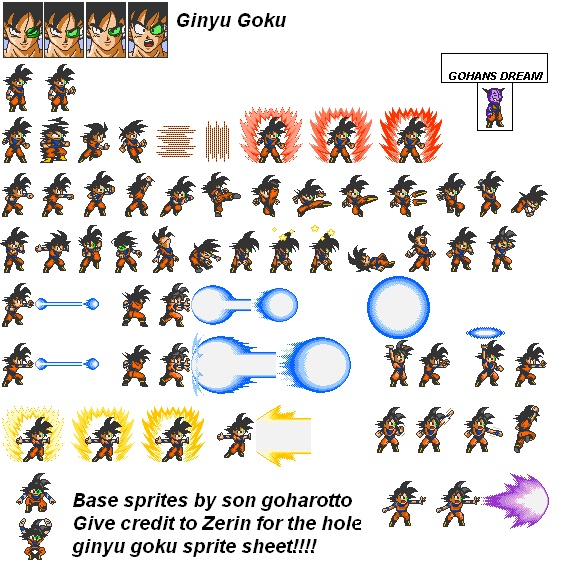 Ginyu Goku
GOHANS DREAM
Base sprites by son goharotto
Give credit to Zerin for the hole
ginyu goku sprite sheet!!!!